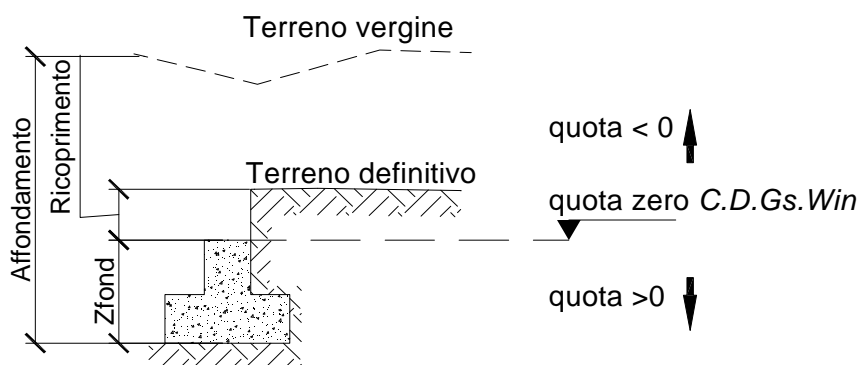 Terreno vergine
Affondamento
Ricoprimento
quota < 0
Terreno definitivo
quota zero C.D.Gs.Win
Zfond
quota >0